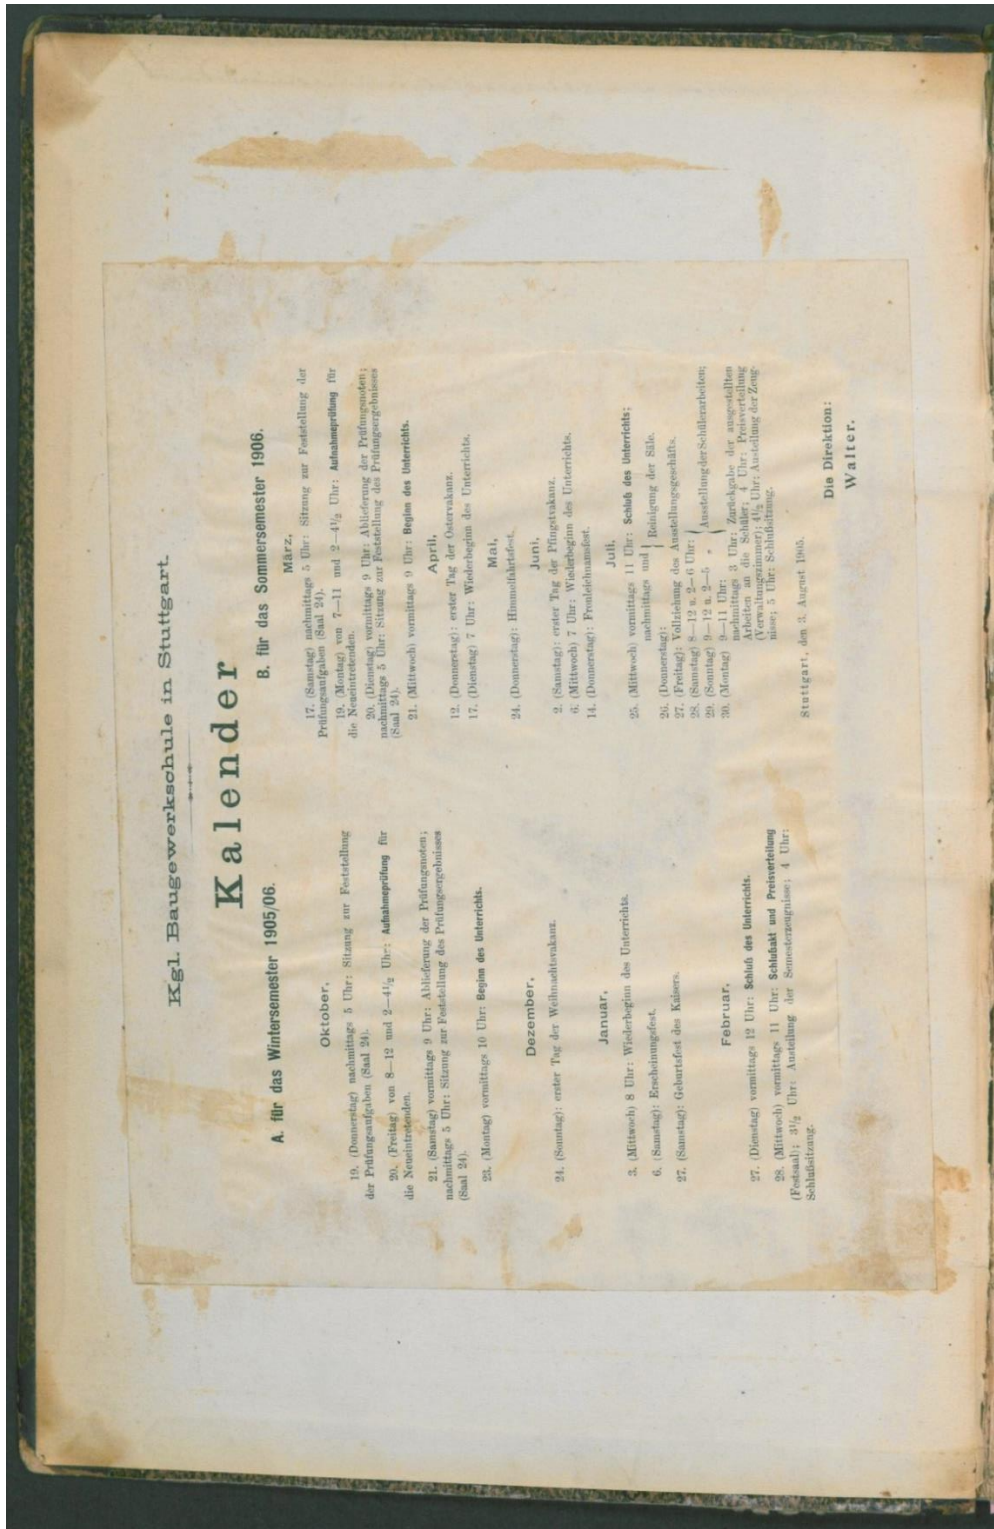 Kgl. Baugewerkschule in Stuttgart.
Kalender
A. für das Wintersemester 1905/06.
Oktober.
19. (Donnerstag) nachmittags 5 Uhr: Sitzung zur Feststellung
der Prüfungsaufgaben (Saal 24).
20. (Freitag) von 8—12 und 2—4½ Uhr: Aufnahmeprüfung für
die Neueintretenden.
21. (Samstag) vormittags 9 Uhr: Ablieferung der Prüfungsnoten;
nachmittags 5 Uhr: Sitzung zur Feststellung des Prüfungsergebnisses
(Saal 24).
23. (Montag) vormittags 10 Uhr: Beginn des Unterrichts.
Dezember.
24. (Sonntag): erster Tag der Weihnachtsvakanz.
Januar.
3. (Mittwoch) 8 Uhr: Wiederbeginn des Unterrichts.
6. (Samstag): Erscheinungsfest.
27. (Samstag): Geburtsfest des Kaisers.
Februar.
27. (Dienstag) vormittags 12 Uhr: Schluß des Unterrichts.
28. (Mittwoch) vormittags 11 Uhr: Schlußakt und Preisverteilung
(Festsaal); 3½ Uhr: Austeilung der Semesterzeugnisse; 4 Uhr:
Schlußsitzung.
B. für das Sommersemester 1906.
März.
17. (Samstag) nachmittags 5 Uhr: Sitzung zur Feststellung der
Prüfungsaufgaben (Saal 24).
19. (Montag) von 7—11 und 2—4½ Uhr: Aufnahmeprüfung für
die Neueintretenden.
20. (Dienstag) vormittags 9 Uhr: Ablieferung der Prüfungsnoten;
nachmittags 5 Uhr: Sitzung zur Feststellung des Prüfungsergebnisses
(Saal 24).
21. (Mittwoch) vormittags 9 Uhr: Beginn des Unterrichts.
April.
12. (Donnerstag): erster Tag der Ostervakanz.
17. (Dienstag) 7 Uhr: Wiederbeginn des Unterrichts.
Mai.
24. (Donnerstag): Himmelfahrtsfest.
Juni.
2. (Samstag): erster Tag der Pfingstvakanz.
6. (Mittwoch) 7 Uhr: Wiederbeginn des Unterrichts.
14. (Donnerstag): Fronleichnamsfest.
Juli.
25. (Mittwoch) vormittags 11 Uhr: Schluß des Unterrichts;
nachmittags und } Reinigung der Säle.
26. (Donnerstag):
27. (Freitag): Vollziehung des Ausstellungsgeschäfts.
28. (Samstag) 8—12 u. 2—6 Uhr:
29. (Sonntag) 9—12 u. 2—5 „ { Ausstellung der Schülerarbeiten;
30. (Montag) 9—11 Uhr:
nachmittags 3 Uhr: Zurückgabe der ausgestellten
Arbeiten an die Schüler; 4 Uhr: Preisverteilung
(Verwaltungszimmer); 4½ Uhr: Austeilung der Zeug-
nisse; 5 Uhr: Schlußsitzung.
Stuttgart, den 3. August 1905.
Die Direktion:
Walter.